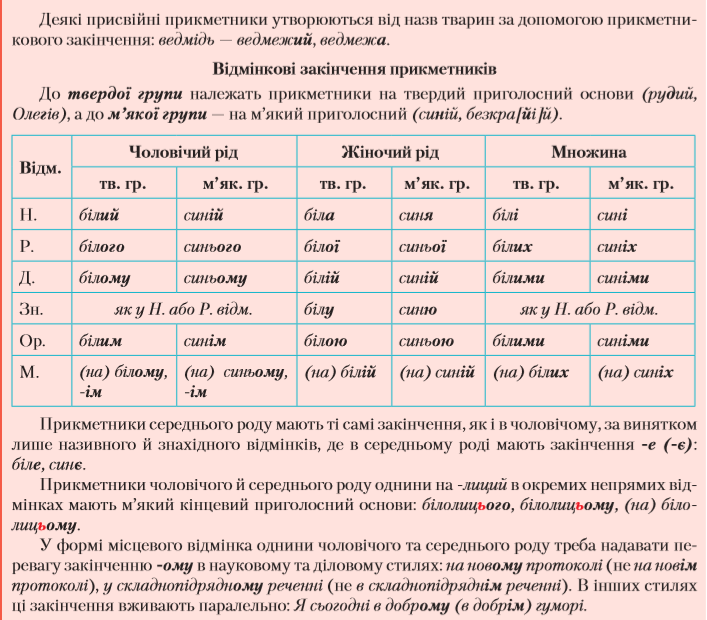 Деякі присвійні прикметники утворюються від назв тварин за допомогою прикметни-
кового закінчення: ведмідь — ведмежий, ведмежа.
Відмінкові закінчення прикметників
До твердої групи належать прикметники на твердий приголосний основи (рудий,
Олегів), а до м’якої групи — на м’який приголосний (синій, безкра[йі]й).
Відм. Чоловічий рід Жіночий рід Множина
тв. гр. м’як. гр. тв. гр. м’як. гр. тв. гр. м’як. гр.
Н. білий синій біла синя білі сині
Р. білого синього білої синьої білих синіх
Д. білому синьому білій синій білими синіми
Зн. як у Н. або Р. відм. білу синю як у Н. або Р. відм.
Ор. білим синім білою синьою білими синіми
М. (на) білому, (на) синьому, (на) білій (на) синій (на) білих (на) синіх
-ім -ім
Прикметники середнього роду мають ті самі закінчення, як і в чоловічому, за винятком
лише називного й знахідного відмінків, де в середньому роді мають закінчення -е (-є):
біле, синє.
Прикметники чоловічого й середнього роду однини на -лиций в окремих непрямих від-
мінках мають м’який кінцевий приголосний основи: білолицього, білолицьому, (на) біло-
лицьому.
У формі місцевого відмінка однини чоловічого та середнього роду треба надавати пе-
ревагу закінченню -ому в науковому та діловому стилях: на новому протоколі (не на новім
протоколі), у складнопідрядному реченні (не в складнопідряднім реченні). В інших стилях
ці закінчення вживають паралельно: Я сьогодні в доброму (в добрім) гуморі.